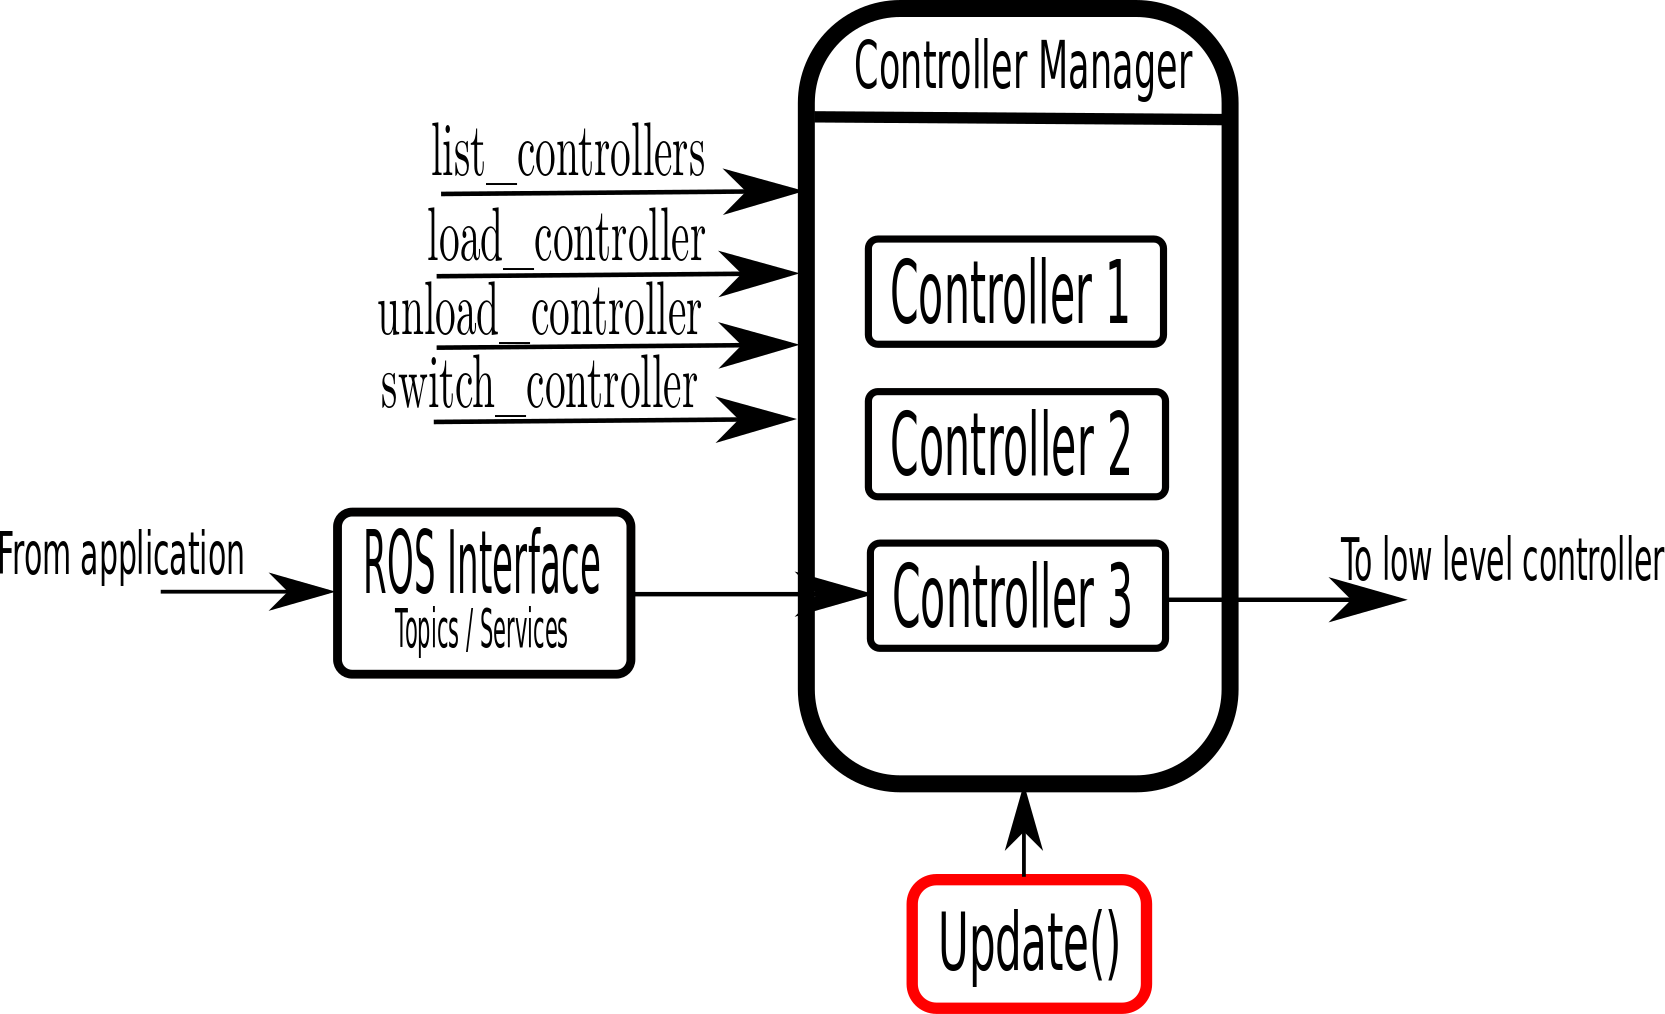 Controller Manager
list_controllers
load_controller
unload_controller
switch_controller
Controller 1
Controller 2
Controller 3
From application
ROS Interface
Topics / Services
To low level controller
Update()